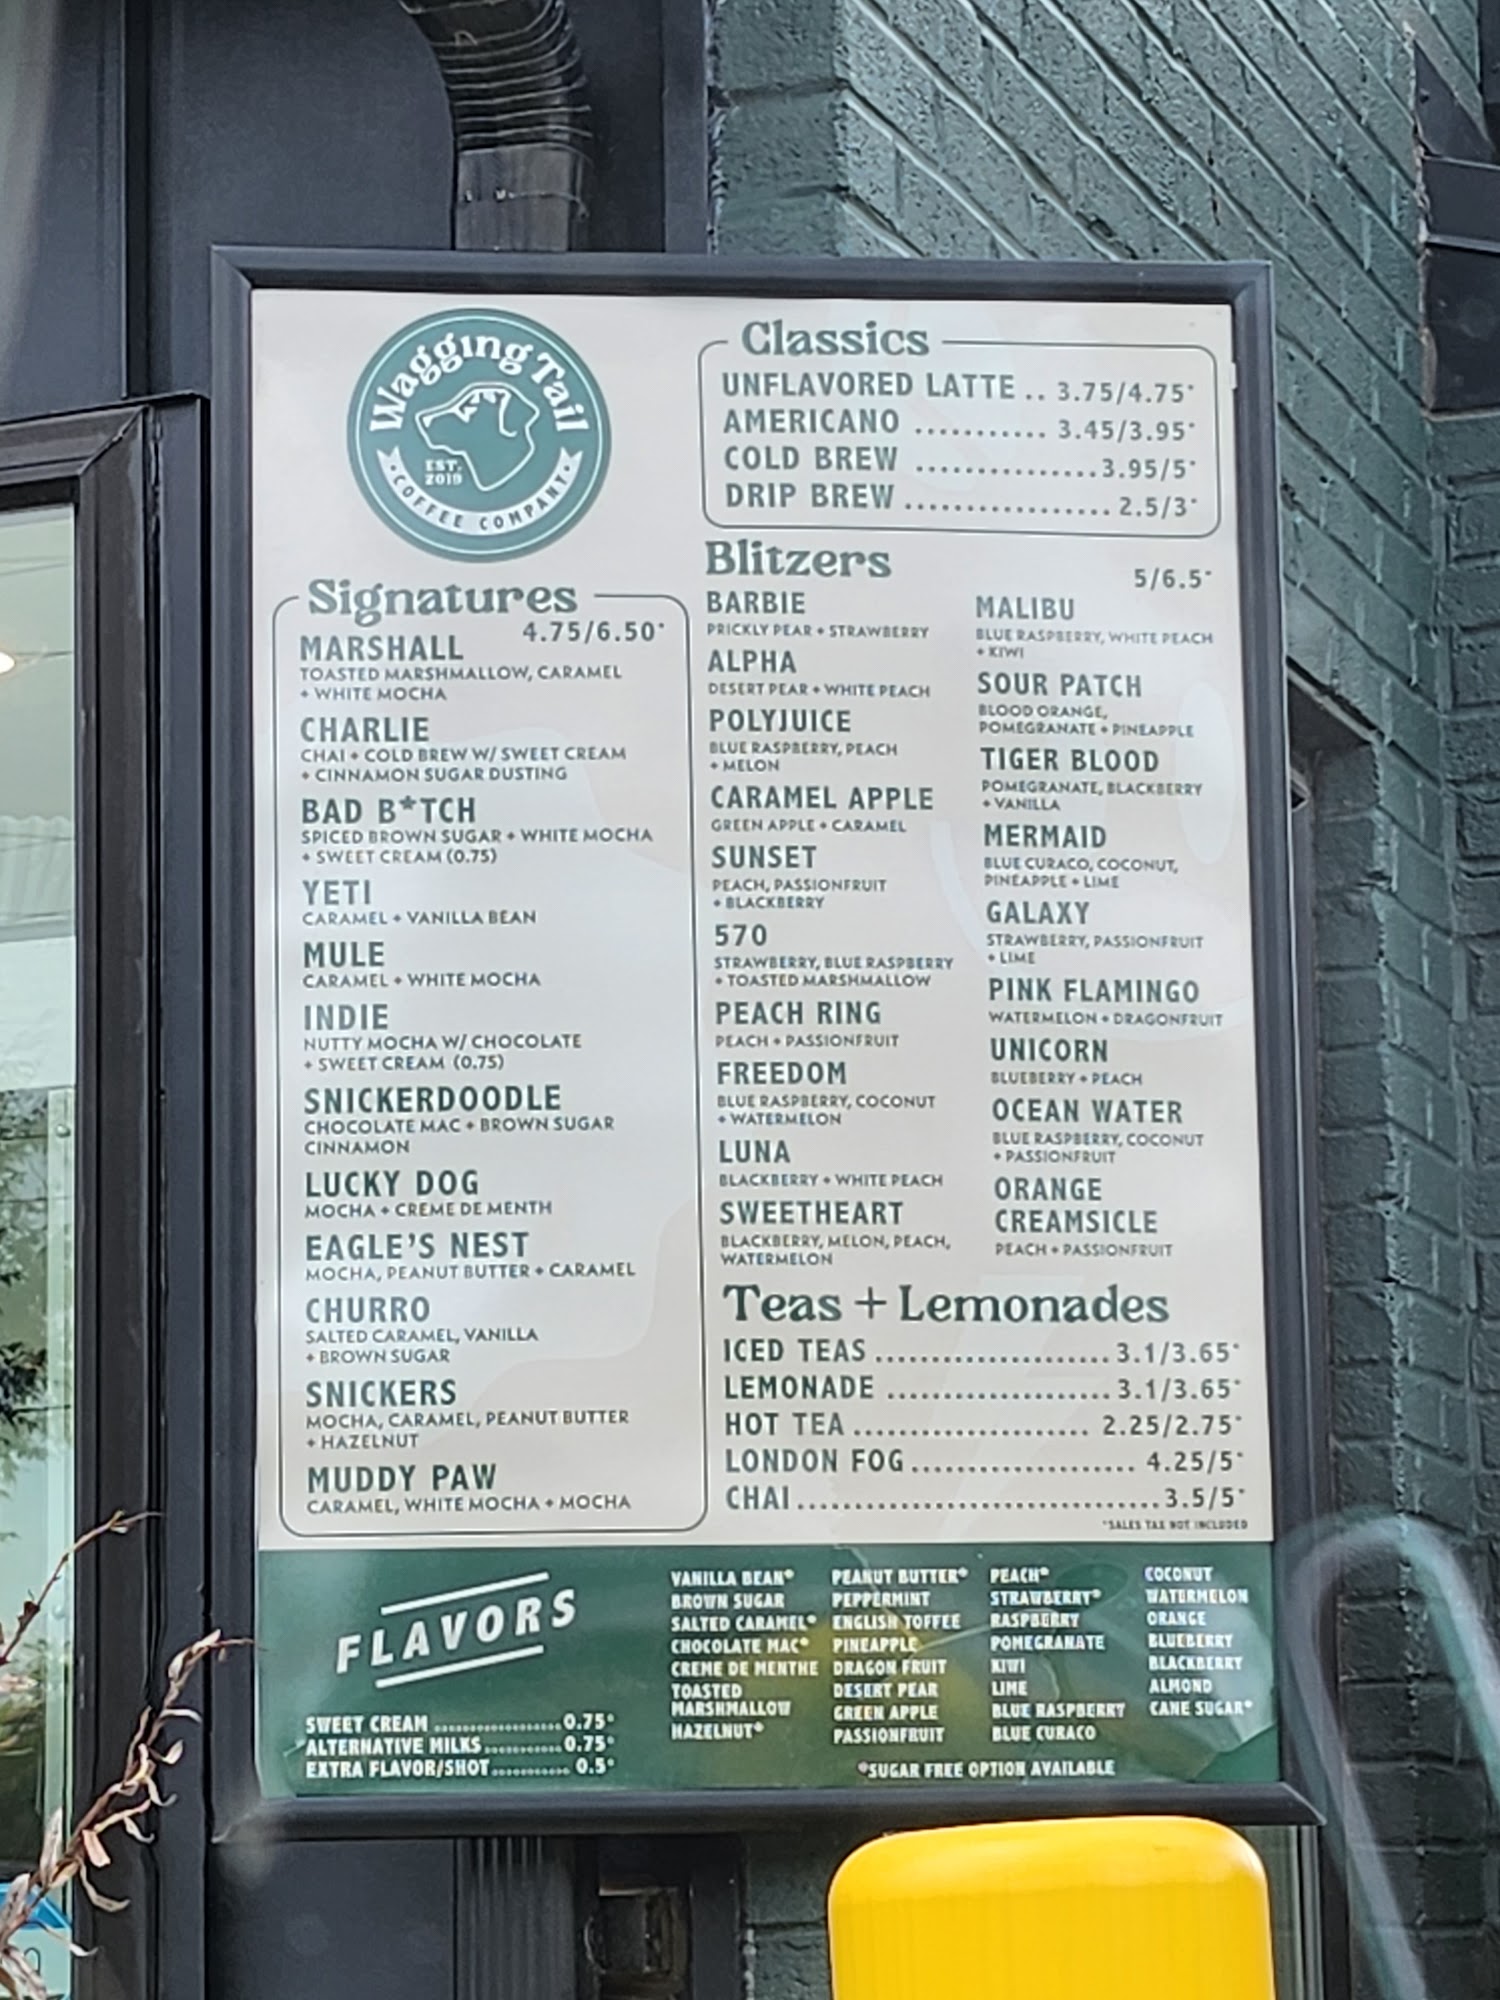 Wagging Tail
EST.
2019
COFFEE COMPANY
Signatures
4.75/6.50*
MARSHALL
TOASTED MARSHMALLOW, CARAMEL
+ WHITE MOCHA
CHARLIE
CHAI + COLD BREW W/ SWEET CREAM
+ CINNAMON SUGAR DUSTING
BAD B*TCH
SPICED BROWN SUGAR + WHITE MOCHA
+ SWEET CREAM (0.75)
YETI
CARAMEL + VANILLA BEAN
MULE
CARAMEL + WHITE MOCHA
INDIE
NUTTY MOCHA W/ CHOCOLATE
+ SWEET CREAM (0.75)
SNICKERDOODLE
CHOCOLATE MAC + BROWN SUGAR
CINNAMON
LUCKY DOG
MOCHA + CREME DE MENTH
EAGLE'S NEST
MOCHA, PEANUT BUTTER + CARAMEL
CHURRO
SALTED CARAMEL, VANILLA
+ BROWN SUGAR
SNICKERS
MOCHA, CARAMEL, PEANUT BUTTER
+ HAZELNUT
MUDDY PAW
CARAMEL, WHITE MOCHA + MOCHA
Classics
UNFLAVORED LATTE .. 3.75/4.75*
AMERICANO ........... 3.45/3.95*
COLD BREW ...............3.95/5*
DRIP BREW .................. 2.5/3*
Blitzers
5/6.5*
BARBIE
PRICKLY PEAR + STRAWBERRY
ALPHA
DESERT PEAR + WHITE PEACH
POLYJUICE
BLUE RASPBERRY, PEACH
+ MELON
CARAMEL APPLE
GREEN APPLE + CARAMEL
SUNSET
PEACH, PASSIONFRUIT
+ BLACKBERRY
570
STRAWBERRY, BLUE RASPBERRY
+ TOASTED MARSHMALLOW
PEACH RING
PEACH + PASSIONFRUIT
FREEDOM
BLUE RASPBERRY, COCONUT
+ WATERMELON
LUNA
BLACKBERRY + WHITE PEACH
SWEETHEART
BLACKBERRY, MELON, PEACH,
WATERMELON
MALIBU
BLUE RASPBERRY, WHITE PEACH
+ KIWI
SOUR PATCH
BLOOD ORANGE,
POMEGRANATE + PINEAPPLE
TIGER BLOOD
POMEGRANATE, BLACKBERRY
+ VANILLA
MERMAID
BLUE CURACO, COCONUT,
PINEAPPLE + LIME
GALAXY
STRAWBERRY, PASSIONFRUIT
+ LIME
PINK FLAMINGO
WATERMELON + DRAGONFRUIT
UNICORN
BLUEBERRY + PEACH
OCEAN WATER
BLUE RASPBERRY, COCONUT
+ PASSIONFRUIT
ORANGE
CREAMSICLE
PEACH + PASSIONFRUIT
Teas + Lemonades
ICED TEAS ..................... 3.1/3.65*
LEMONADE .................... 3.1/3.65*
HOT TEA ..................... 2.25/2.75*
LONDON FOG.................... 4.25/5*
CHAI................................3.5/5*
*SALES TAX NOT INCLUDED
FLAVORS
SWEET CREAM ..................0.75*
ALTERNATIVE MILKS...........0.75*
EXTRA FLAVOR/SHOT........... 0.5*
VANILLA BEAN*
BROWN SUGAR
SALTED CARAMEL*
CHOCOLATE MAC*
CREME DE MENTHE
TOASTED
MARSHMALLOW
HAZELNUT*
PEANUT BUTTER*
PEPPERMINT
ENGLISH TOFFEE
PINEAPPLE
DRAGON FRUIT
DESERT PEAR
GREEN APPLE
PASSIONFRUIT
PEACH*
STRAWBERRY*
RASPBERRY
POMEGRANATE
KIWI
LIME
BLUE RASPBERRY
BLUE CURACO
COCONUT
WATERMELON
ORANGE
BLUEBERRY
BLACKBERRY
ALMOND
CANE SUGAR*
*SUGAR FREE OPTION AVAILABLE